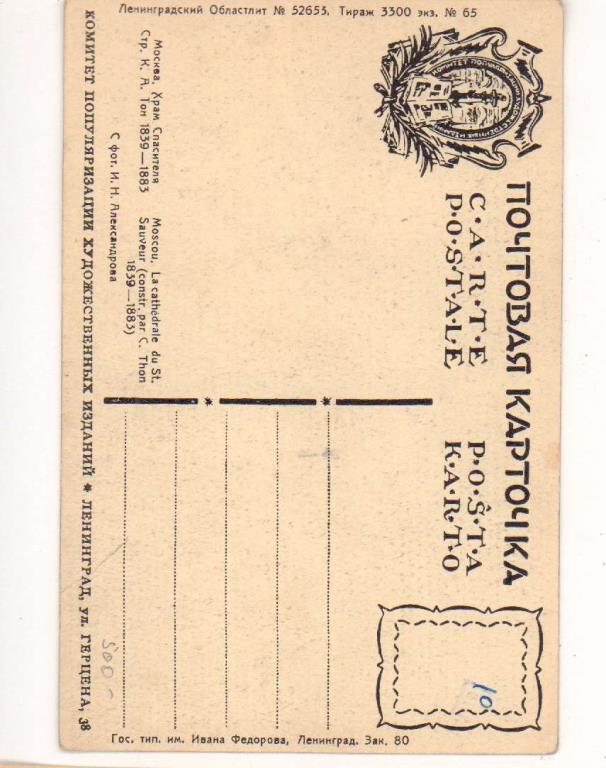 Ленинградский Областлит № 52653. Тираж 3300 экз. № 65
ПОЧТОВАЯ КАРТОЧКА
C·A·R·T·E
P·O·S·T·A·L·E
P·O·Ŝ·T·A
K·A·R·T·O
10
Москва, Храм Спасителя
Стр. К. А. Тон 1839—1883
С фот. И. Н. Александрова
Moscou, La cathédrale du St.
Sauveur (constr. par C. Thon
1839—1883)
КОМИТЕТ ПОПУЛЯРИЗАЦИИ ХУДОЖЕСТВЕННЫХ ИЗДАНИЙ * ЛЕНИНГРАД, ул. ГЕРЦЕНА, 38
500-
Гос. тип. им. Ивана Федорова, Ленинград. Зак. 80